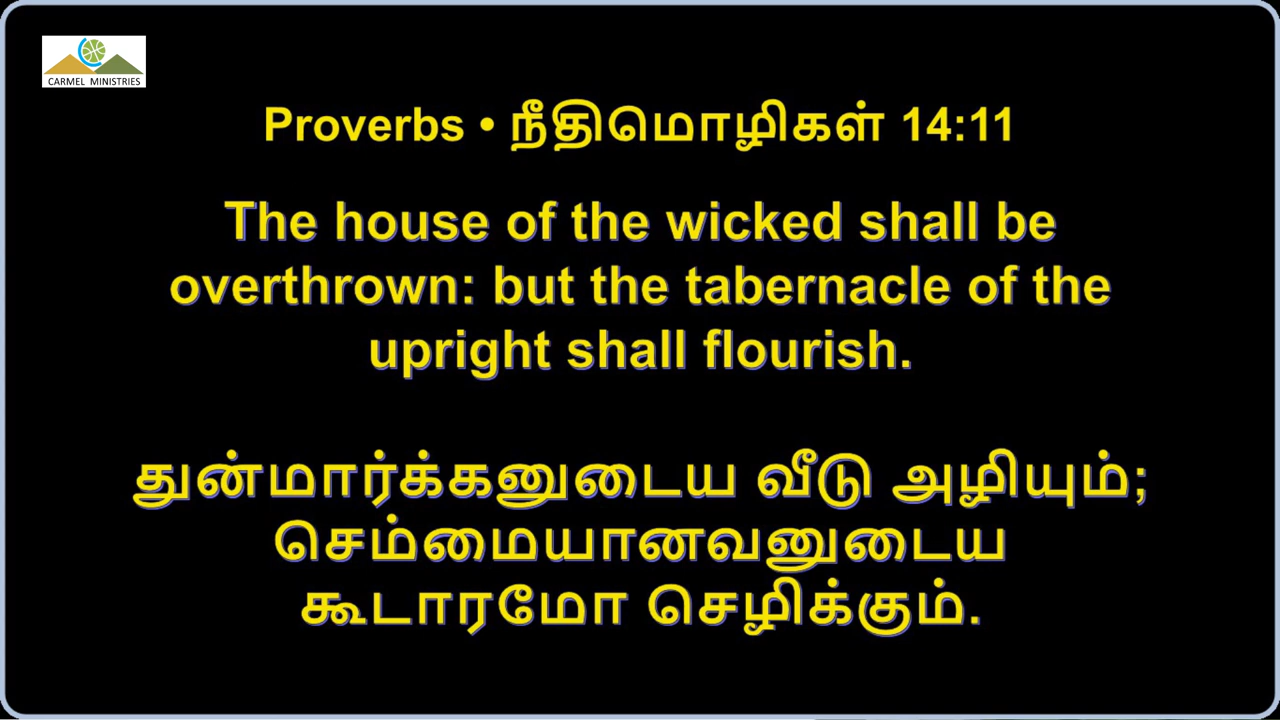 CARMEL MINISTRIES
Proverbs • நீதிமொழிகள் 14:11
The house of the wicked shall be
overthrown: but the tabernacle of the
upright shall flourish.
துன்மார்க்கனுடைய வீடு அழியும்;
செம்மையானவனுடைய
கூடாரமோ செழிக்கும்.